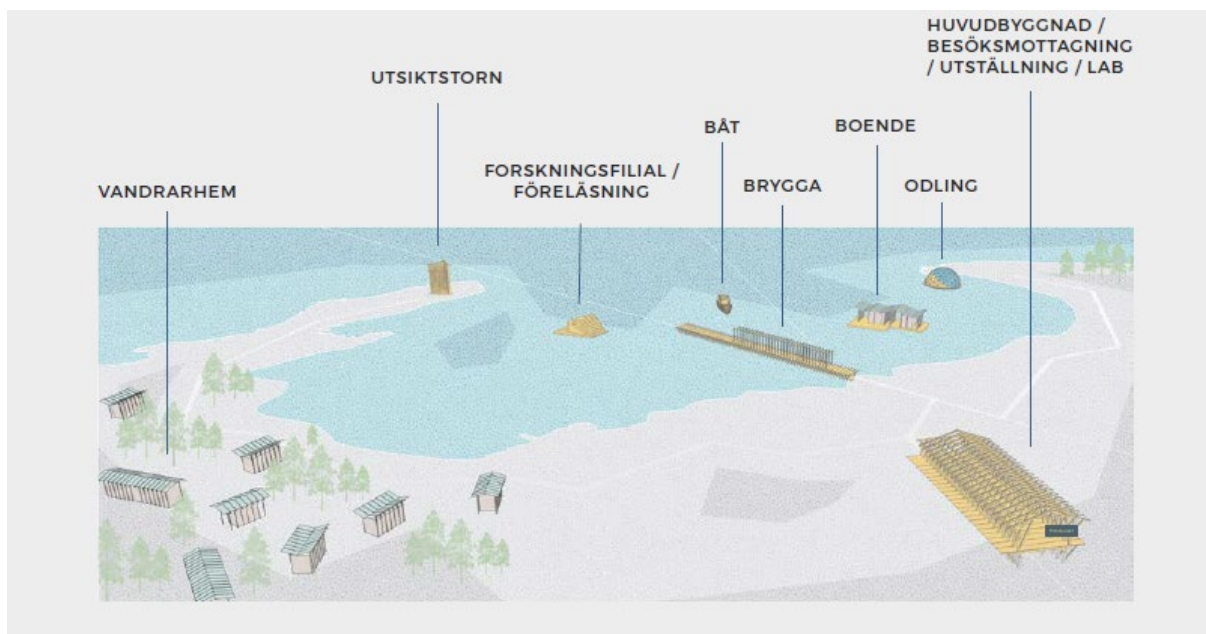 HUVUDBYGGNAD /
BESÖKSMOTTAGNING
/ UTSTÄLLNING / LAB
UTSIKTSTORN
BÅT
BOENDE
FORSKNINGSFILIAL /
FÖRELÄSNING
VANDRARHEM
BRYGGA
ODLING